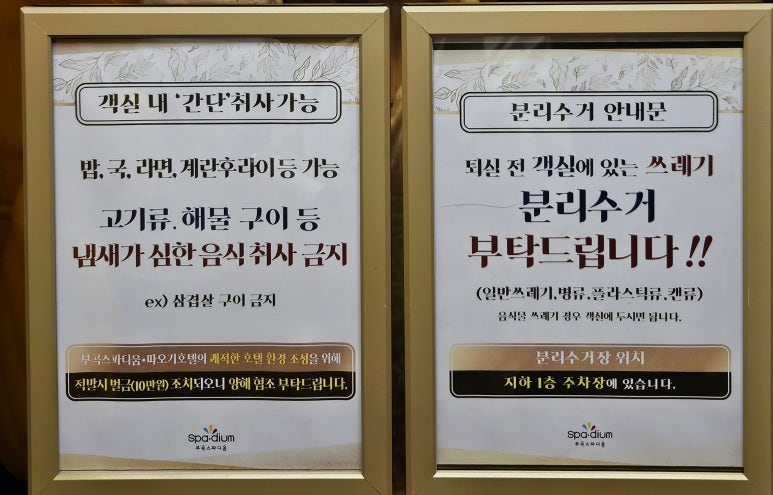 객실 내 '간단'취사 가능
밥, 국, 라면, 계란후라이 등 가능
고기류. 해물 구이 등
냄새가 심한 음식 취사 금지
ex) 삼겹살 구이 금지
부곡스파디움•따오기호텔의 쾌적한 호텔 환경 조성을 위해
적발시 벌금(10만원) 조치되오니 양해 협조 부탁드립니다.
spa•dium
부곡스파디움
분리수거 안내문
퇴실 전 객실에 있는 쓰레기
분리수거
부탁드립니다!!
(일반쓰레기,병류,플라스틱류,캔류)
음식물 쓰레기 경우 객실에 두시면 됩니다.
분리수거장 위치
지하 1층 주차장에 있습니다.
spa•dium
부곡스파디움